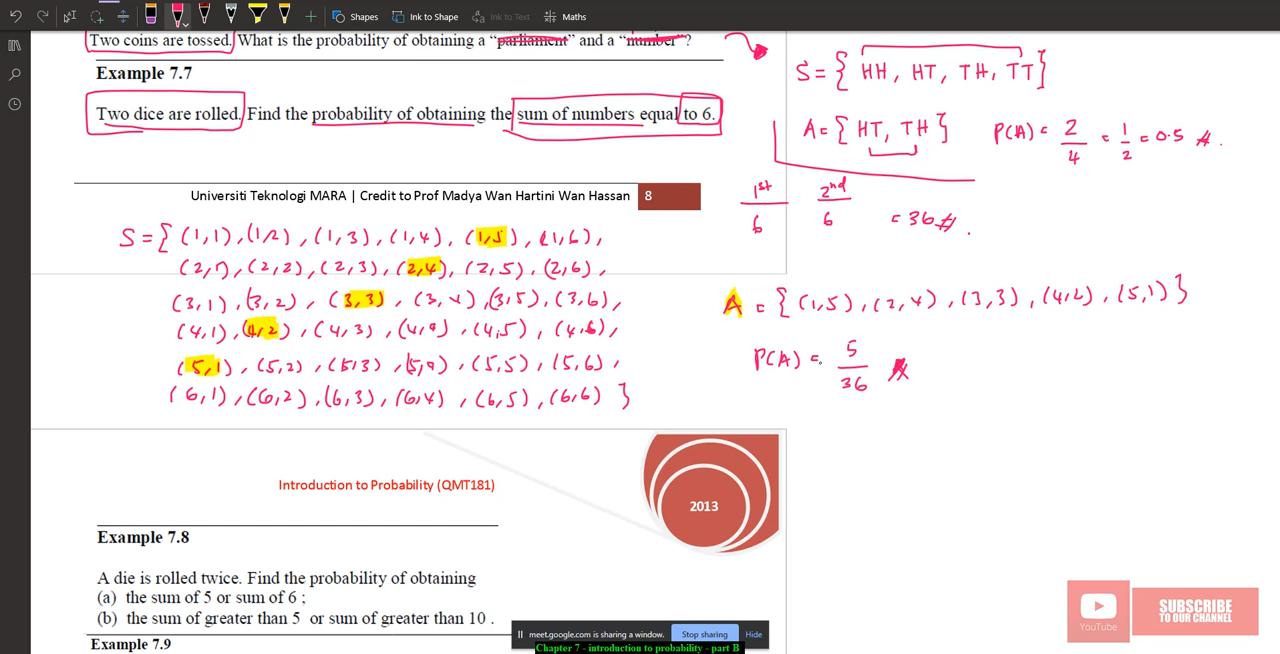 Shapes Ink to Shape Ink to Text Maths
Two coins are tossed. What is the probability of obtaining a “parliament” and a “number”?
Example 7.7
Two dice are rolled. Find the probability of obtaining the sum of numbers equal to 6.
S = { HH, HT, TH, TT }
A = { HT, TH } P(A) = 2/4 = 1/2 = 0.5 #.
Universiti Teknologi MARA | Credit to Prof Madya Wan Hartini Wan Hassan 8
1st 2nd
6 6 = 36 #.
S = { (1,1), (1,2), (1,3), (1,4), (1,5), (1,6),
(2,1), (2,2), (2,3), (2,4), (2,5), (2,6),
(3,1), (3,2), (3,3), (3,4), (3,5), (3,6),
(4,1), (4,2), (4,3), (4,4), (4,5), (4,6),
(5,1), (5,2), (5,3), (5,4), (5,5), (5,6),
(6,1), (6,2), (6,3), (6,4), (6,5), (6,6) }
A = { (1,5), (2,4), (3,3), (4,2), (5,1) }
P(A) = 5/36 #
Introduction to Probability (QMT181)
2013
Example 7.8
A die is rolled twice. Find the probability of obtaining
(a) the sum of 5 or sum of 6 ;
(b) the sum of greater than 5 or sum of greater than 10 .
Example 7.9
YouTube
SUBSCRIBE
TO OUR CHANNEL
meet.google.com is sharing a window. Stop sharing Hide
Chapter 7 - introduction to probability - part B